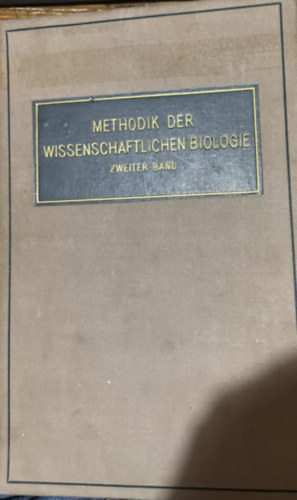 METHODIK DER
WISSENSCHAFTLICHEN BIOLOGIE
ZWEITER BAND